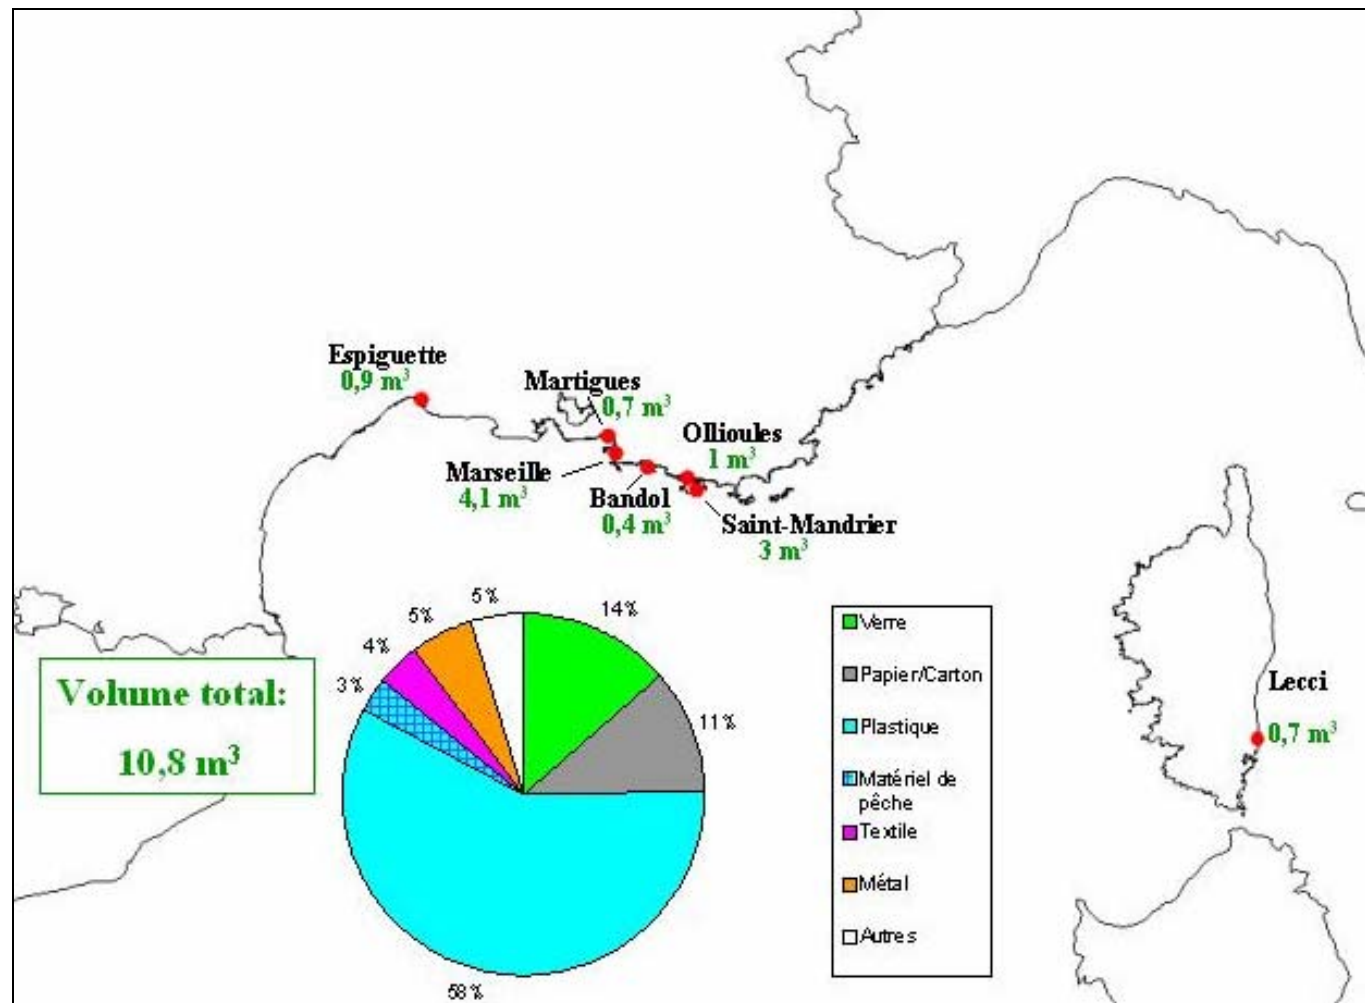 Espiguette
0,9 m³
Martigues
0,7 m³
Ollioules
1 m³
Marseille
4,1 m³
Bandol
0,4 m³
Saint-Mandrier
3 m³
Lecci
0,7 m³
Volume total:
10,8 m³
5%
5%
4%
3%
14%
11%
58%
Verre
Papier/Carton
Plastique
Matériel de
pêche
Textile
Métal
Autres